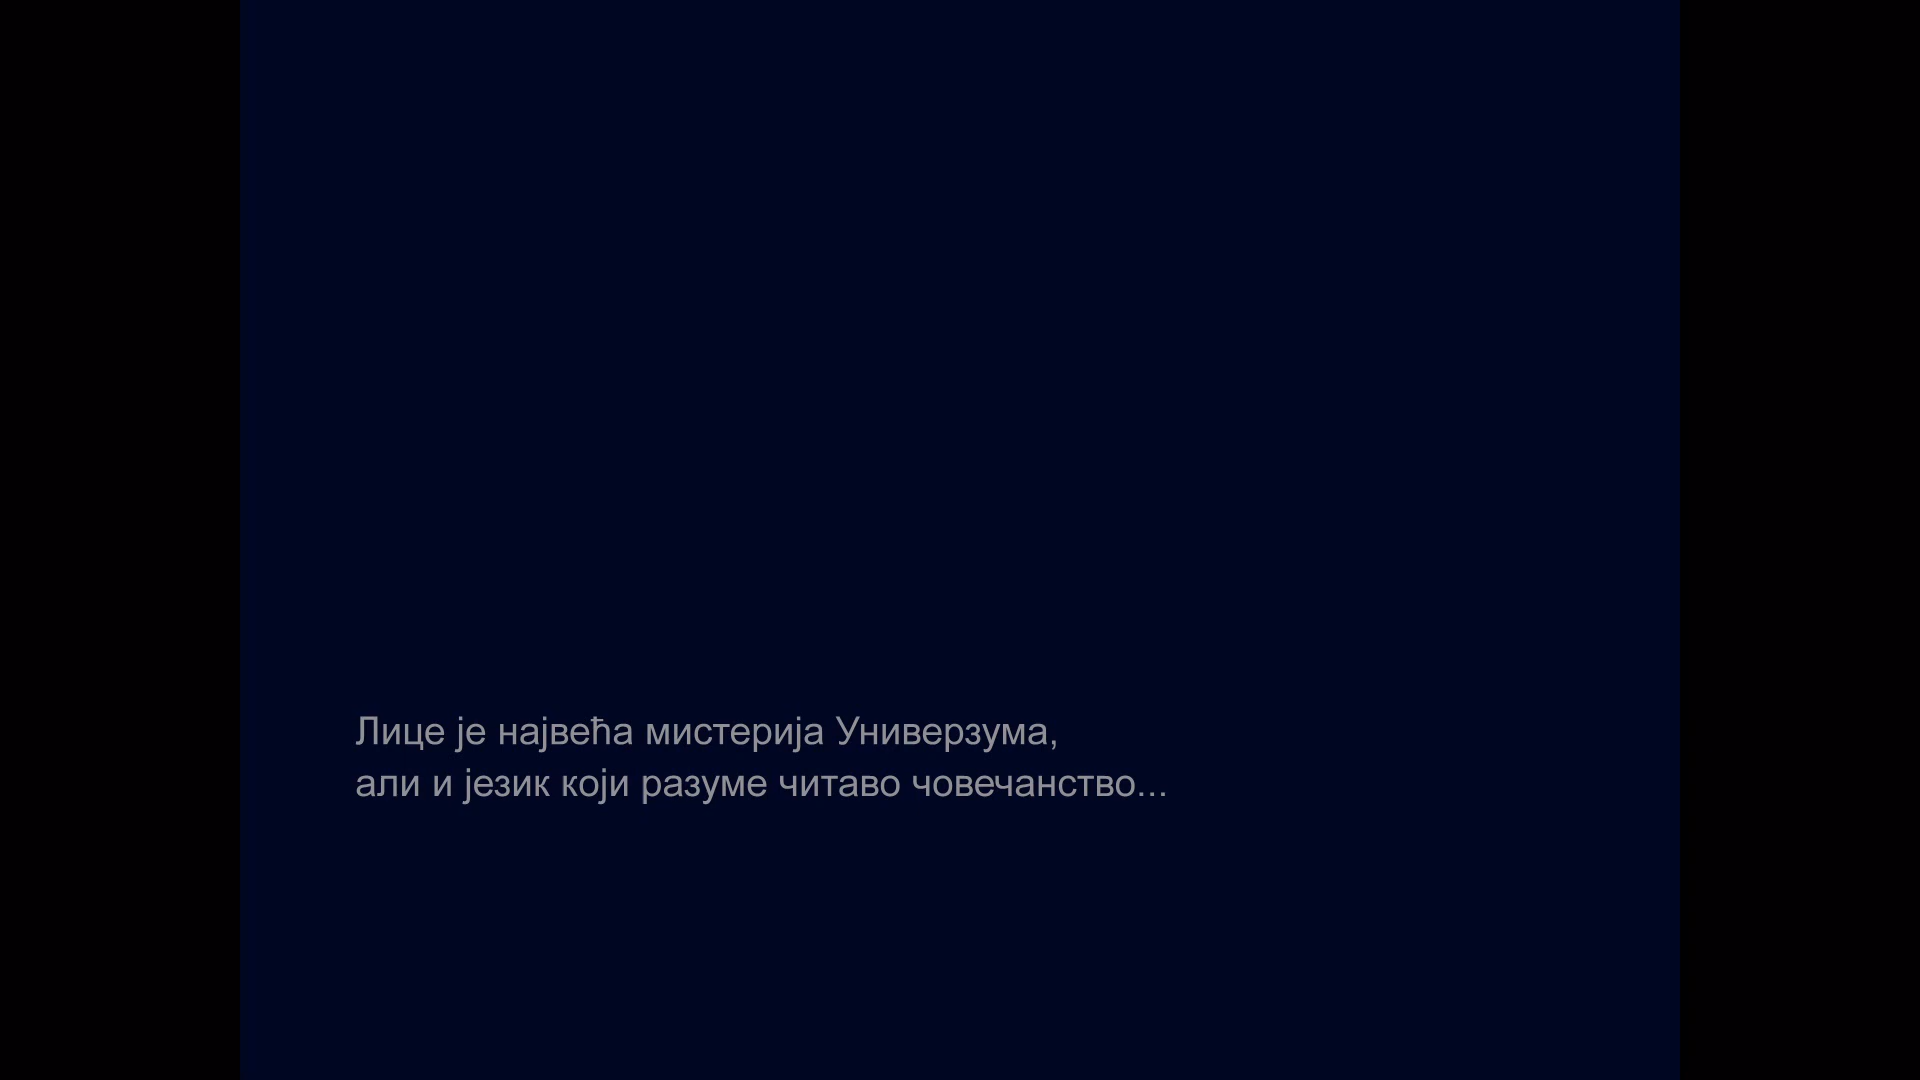 Лице је највећа мистерија Универзума,
али и језик који разуме читаво човечанство...